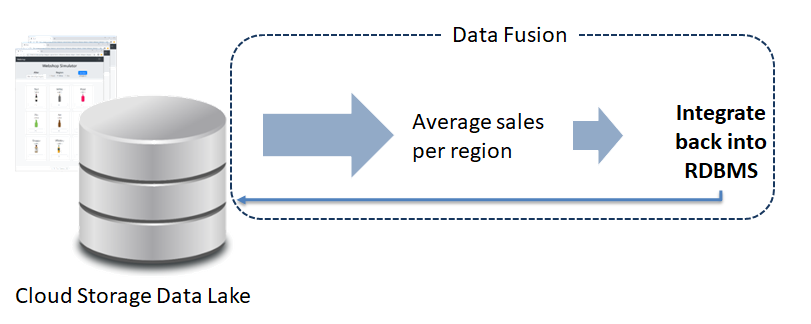 Data Fusion
Webshop Simulator
Average sales
per region
Integrate
back into
RDBMS
Cloud Storage Data Lake